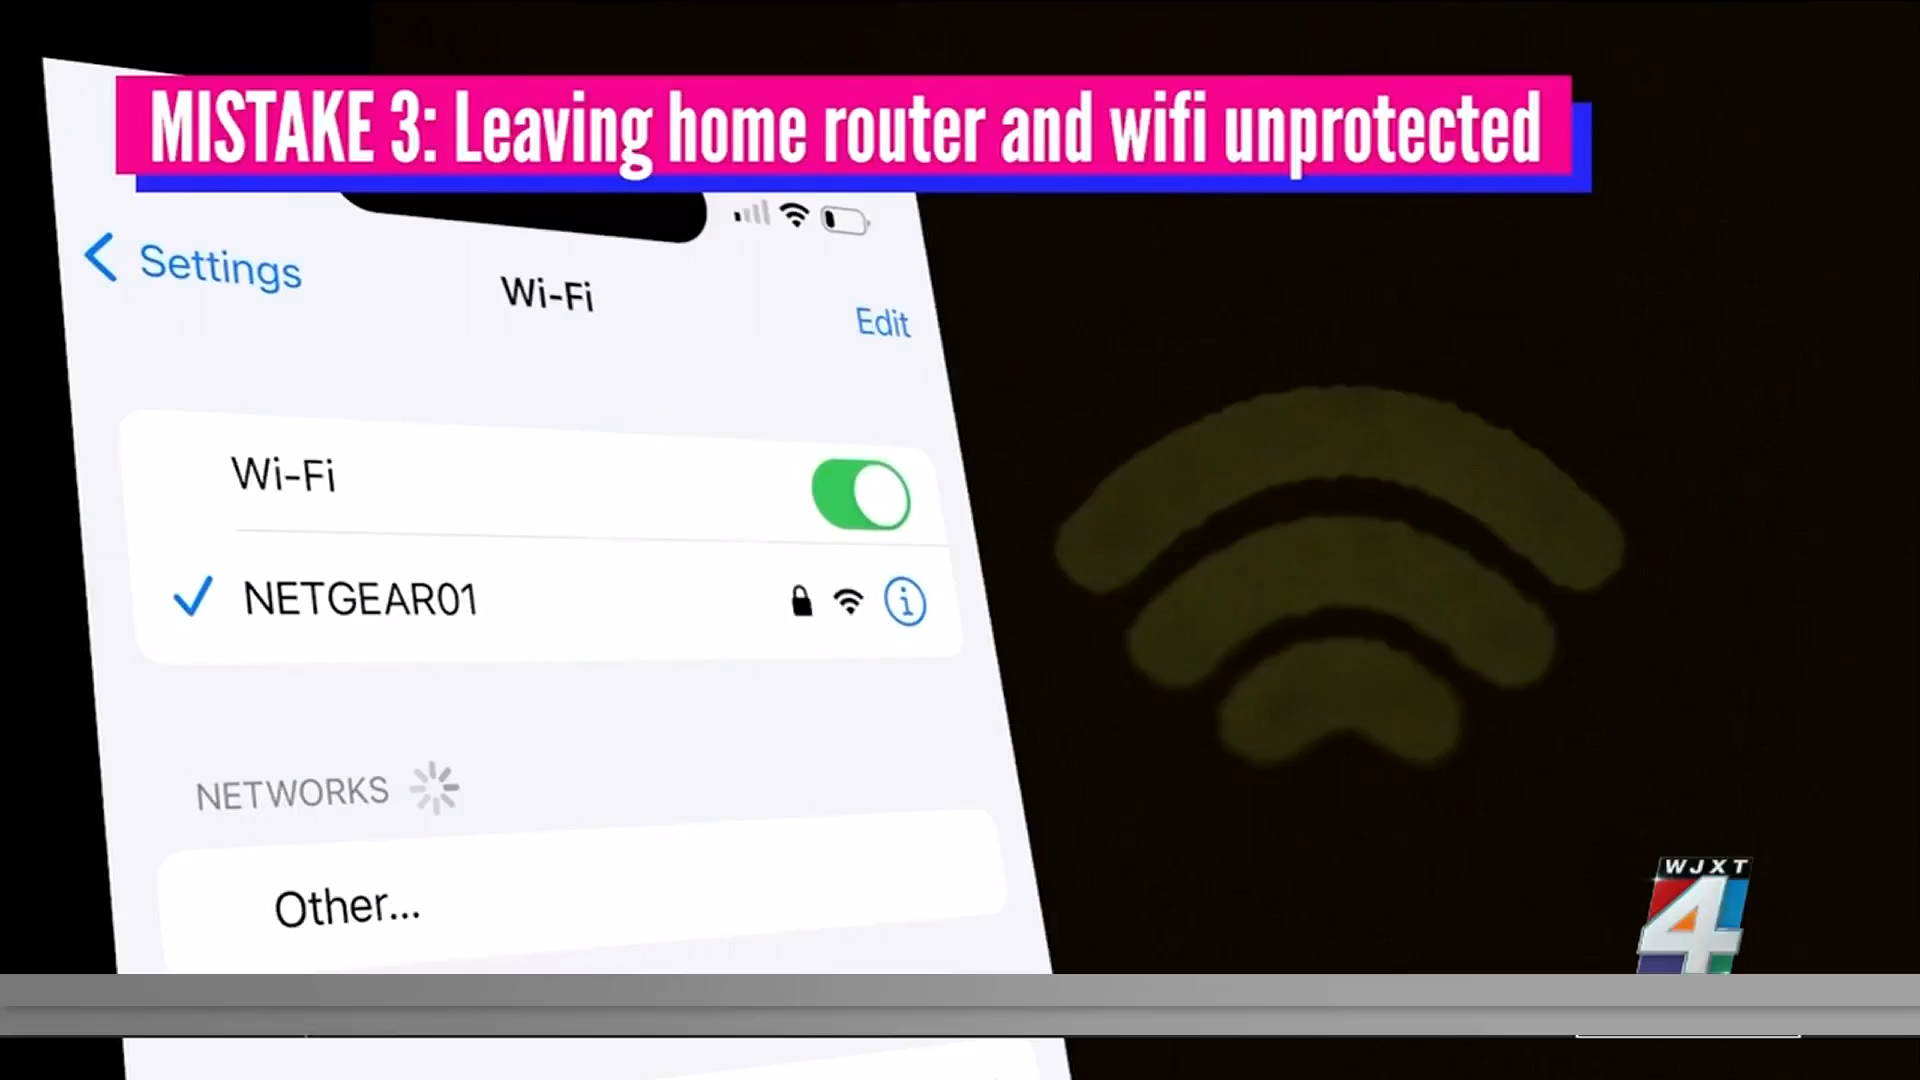 MISTAKE 3: Leaving home router and wifi unprotected
Settings
Wi-Fi
Edit
Wi-Fi
NETGEAR01
NETWORKS
Other...
WJXT
4